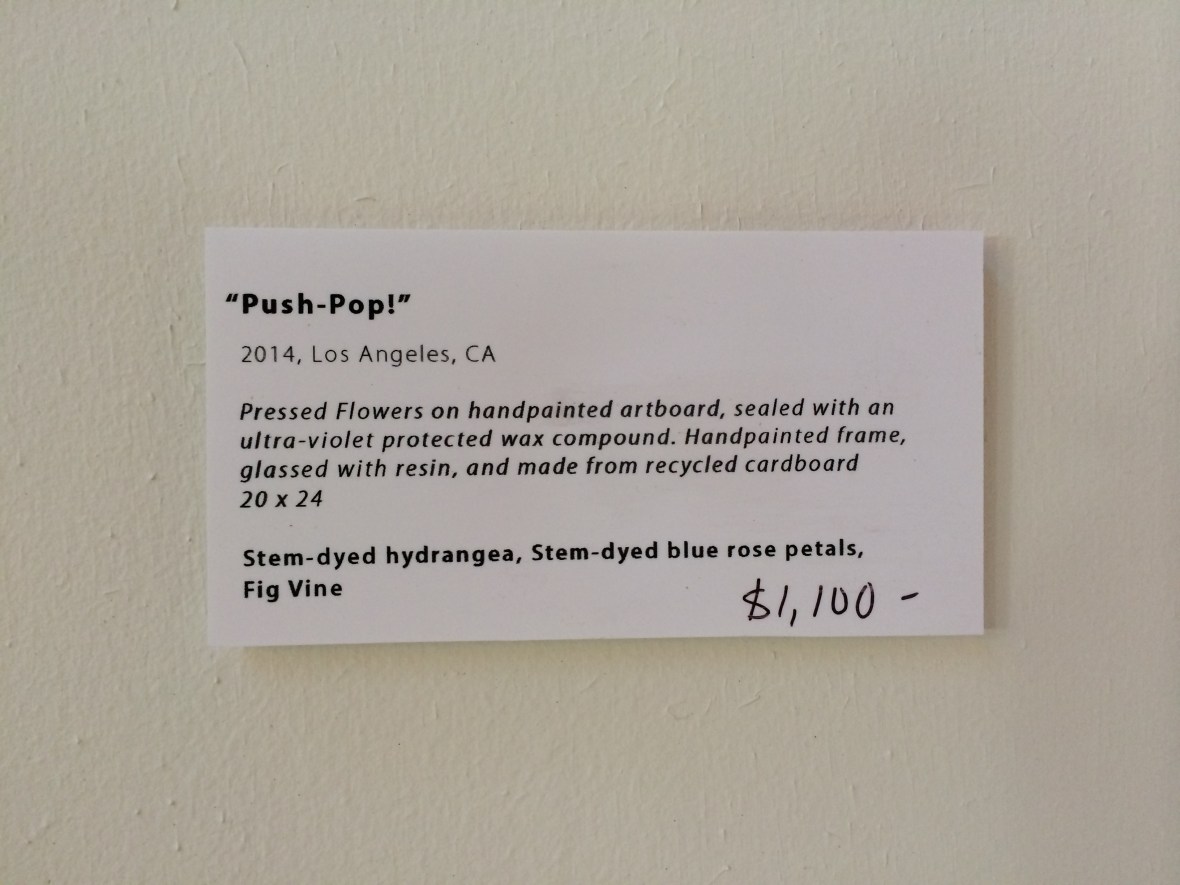 “Push-Pop!”
2014, Los Angeles, CA
Pressed Flowers on handpainted artboard, sealed with an
ultra-violet protected wax compound. Handpainted frame,
glassed with resin, and made from recycled cardboard
20 x 24
Stem-dyed hydrangea, Stem-dyed blue rose petals,
Fig Vine
$1,100 -